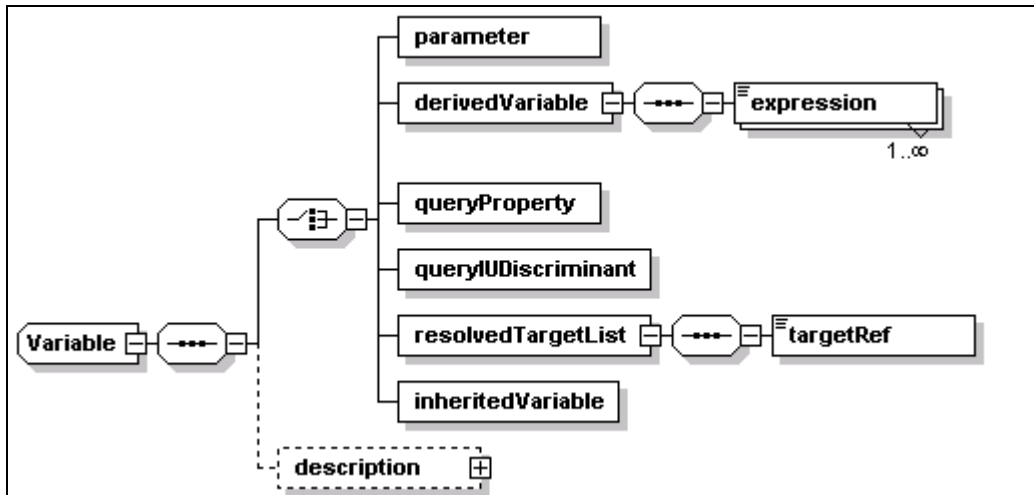 parameter
derivedVariable
expression
1..∞
queryProperty
queryIUDiscriminant
Variable
resolvedTargetList
targetRef
inheritedVariable
description